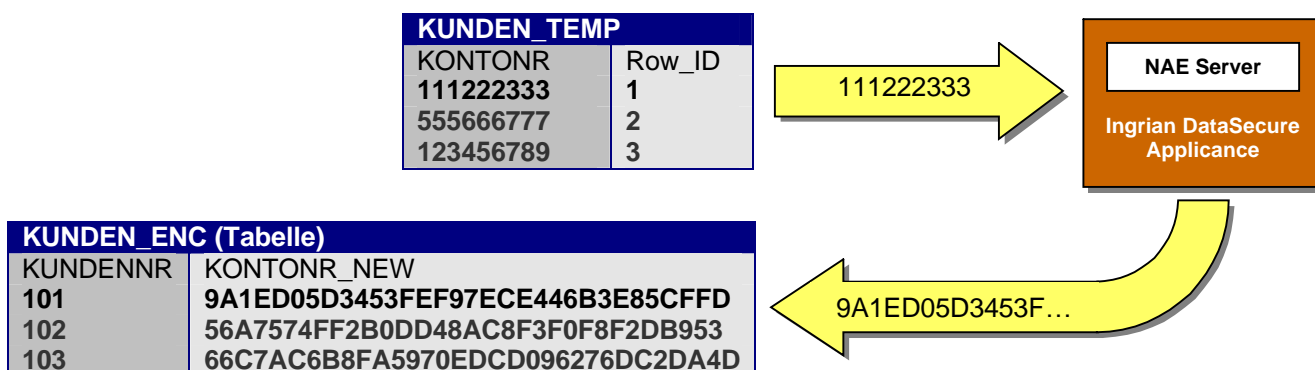 KUNDEN_TEMP
KONTONR Row_ID
111222333 1
555666777 2
123456789 3
111222333
NAE Server
Ingrian DataSecure
Applicance
KUNDEN_ENC (Tabelle)
KUNDENNR KONTONR_NEW
101 9A1ED05D3453FEF97ECE446B3E85CFFD
102 56A7574FF2B0DD48AC8F3F0F8F2DB953
103 66C7AC6B8FA5970EDCD096276DC2DA4D
9A1ED05D3453F…